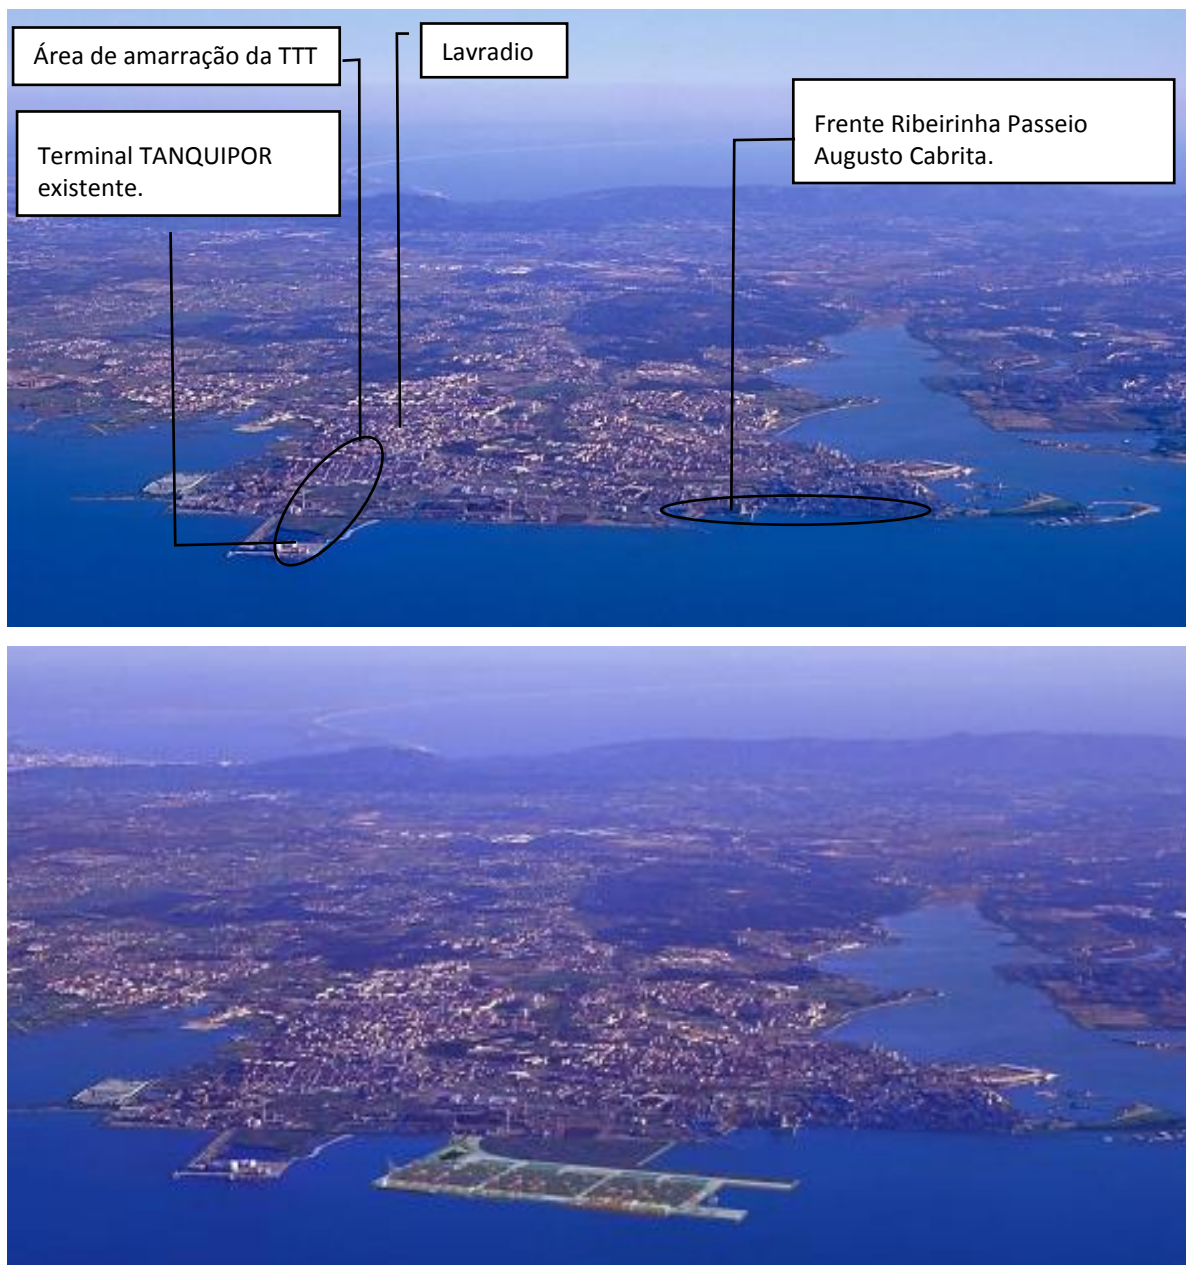 Área de amarração da TTT
Lavradio
Terminal TANQUIPOR
existente.
Frente Ribeirinha Passeio
Augusto Cabrita.